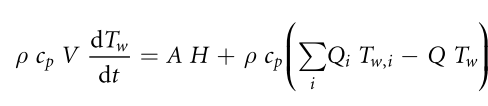 ρ c_p V dT_w/dt = A H + ρ c_p(∑_i Q_i T_{w,i} − Q T_w)